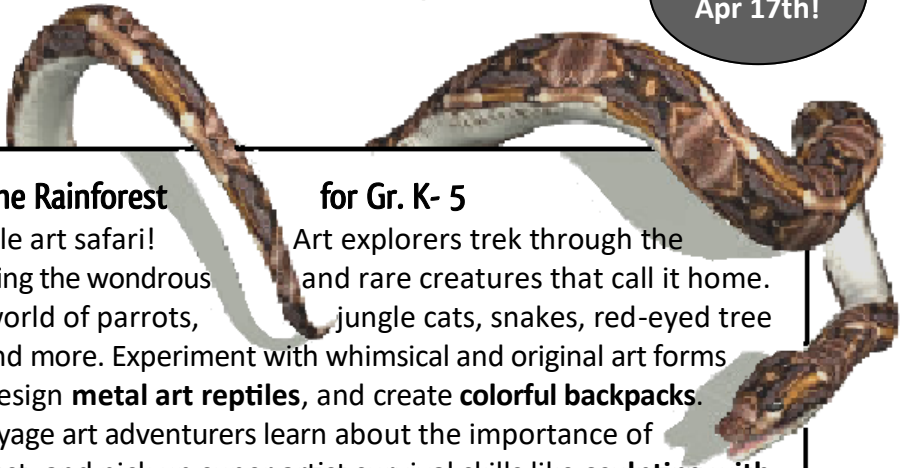 Apr 17th!
he Rainforest for Gr. K- 5
le art safari! Art explorers trek through the
ing the wondrous and rare creatures that call it home.
world of parrots, jungle cats, snakes, red-eyed tree
nd more. Experiment with whimsical and original art forms
esign metal art reptiles, and create colorful backpacks.
yage art adventurers learn about the importance of